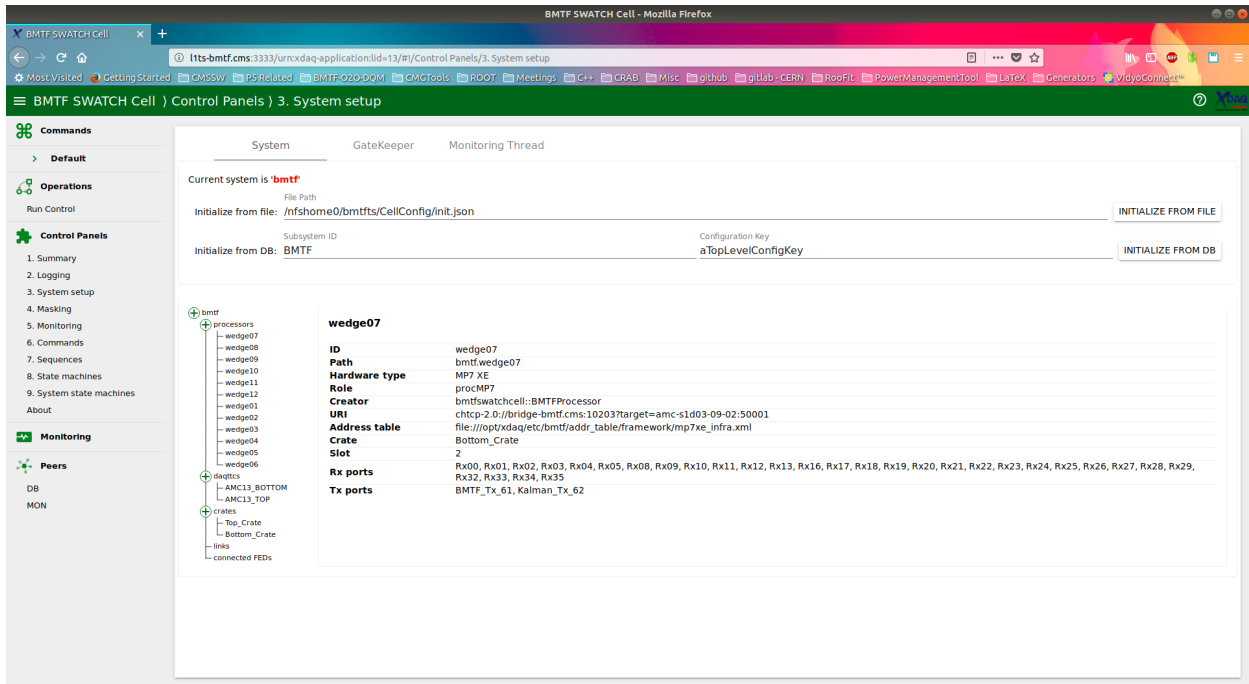 BMTF SWATCH Cell - Mozilla Firefox
BMTF SWATCH Cell × +
l1ts-bmtf.cms:3333/urn:xdaq-application:lid=13/#!/Control Panels/3. System setup
Most Visited Getting Started CMSSW P5 Related BMTF-O2O-DQM CMGTools ROOT Meetings C++ CRAB Misc github gitlab-CERN RooFit PowerManagementTool LaTeX Generators VidyoConnect™
BMTF SWATCH Cell ⟩ Control Panels ⟩ 3. System setup
XDAQ
Commands
Default
Operations
Run Control
Control Panels
1. Summary
2. Logging
3. System setup
4. Masking
5. Monitoring
6. Commands
7. Sequences
8. State machines
9. System state machines
About
Monitoring
Peers
DB
MON
System GateKeeper Monitoring Thread
Current system is 'bmtf'
File Path
Initialize from file: /nfshome0/bmtfts/CellConfig/init.json INITIALIZE FROM FILE
Subsystem ID Configuration Key
Initialize from DB: BMTF aTopLevelConfigKey INITIALIZE FROM DB
bmtf
processors
wedge07
wedge08
wedge09
wedge10
wedge11
wedge12
wedge01
wedge02
wedge03
wedge04
wedge05
wedge06
daqttcs
AMC13_BOTTOM
AMC13_TOP
crates
Top_Crate
Bottom_Crate
links
connected FEDs
wedge07
ID wedge07
Path bmtf.wedge07
Hardware type MP7 XE
Role procMP7
Creator bmtfswatchcell::BMTFProcessor
URI chtcp-2.0://bridge-bmtf.cms:10203?target=amc-s1d03-09-02:50001
Address table file:///opt/xdaq/etc/bmtf/addr_table/framework/mp7xe_infra.xml
Crate Bottom_Crate
Slot 2
Rx ports Rx00, Rx01, Rx02, Rx03, Rx04, Rx05, Rx08, Rx09, Rx10, Rx11, Rx12, Rx13, Rx16, Rx17, Rx18, Rx19, Rx20, Rx21, Rx22, Rx23, Rx24, Rx25, Rx26, Rx27, Rx28, Rx29,
Rx32, Rx33, Rx34, Rx35
Tx ports BMTF_Tx_61, Kalman_Tx_62